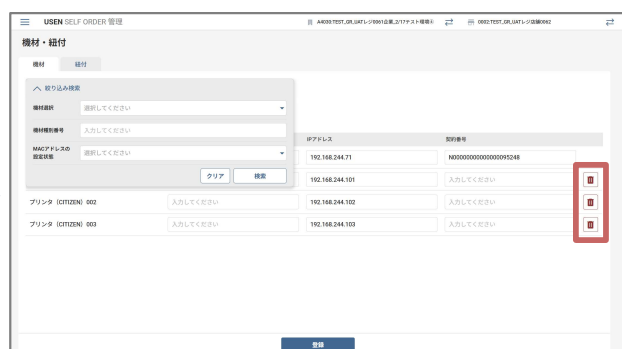 USEN SELF ORDER 管理
A4030:TEST_GR_UATレジ0061企業_2/17テスト環境④
0002:TEST_GR_UATレジ店舗0062
機材・紐付
機材
紐付
絞り込み検索
機材選択
選択してください
機材種別番号
入力してください
MACアドレスの
設定状態
選択してください
クリア
検索
IPアドレス
契約番号
192.168.244.71
N00000000000000095248
192.168.244.101
入力してください
プリンタ（CITIZEN）002
入力してください
192.168.244.102
入力してください
プリンタ（CITIZEN）003
入力してください
192.168.244.103
入力してください
登録